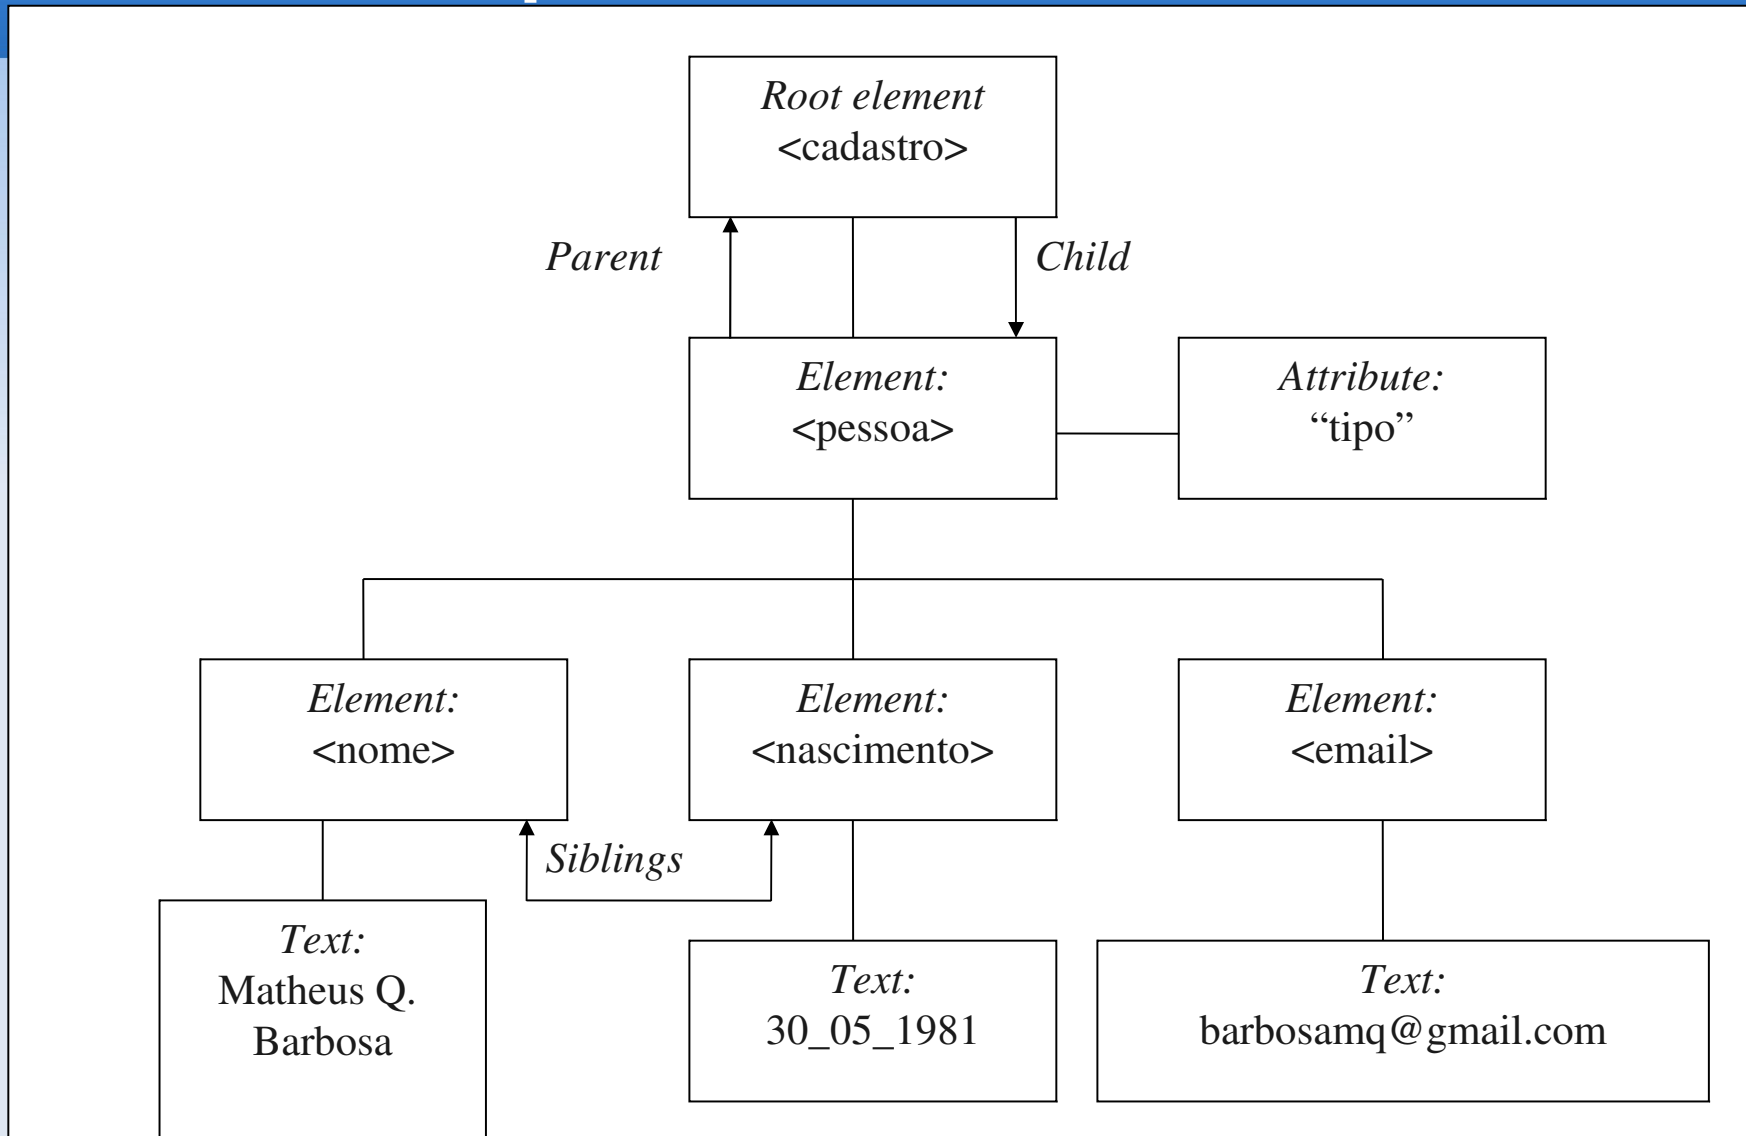 Root element
<cadastro>
Parent
Child
Element:
<pessoa>
Attribute:
“tipo”
Element:
<nome>
Element:
<nascimento>
Element:
<email>
Siblings
Text:
Matheus Q.
Barbosa
Text:
30_05_1981
Text:
barbosamq@gmail.com